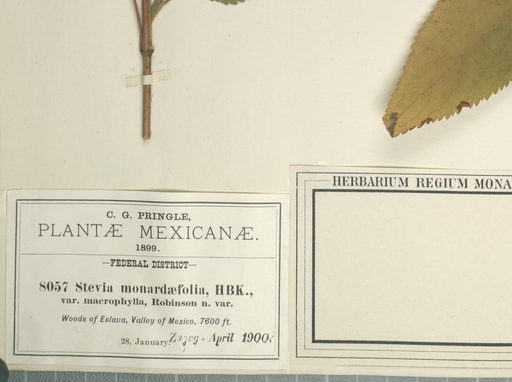 C. G. PRINGLE,
PLANTÆ MEXICANÆ.
1899.
—FEDERAL DISTRICT—
8057 Stevia monardæfolia, HBK.,
var. macrophylla, Robinson n. var.
Woods of Eslava, Valley of Mexico, 7600 ft.
28, January. April 1900.
HERBARIUM REGIUM MONA